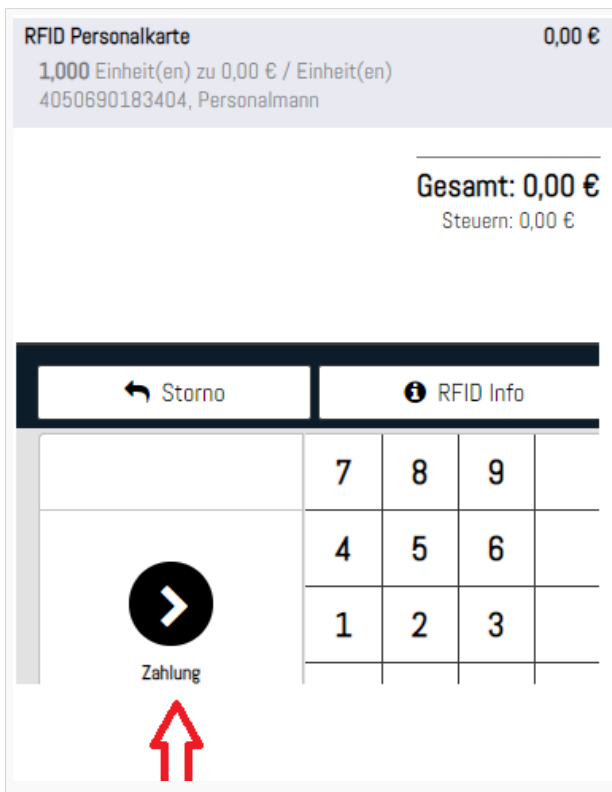 RFID Personalkarte 0,00 €
1,000 Einheit(en) zu 0,00 € / Einheit(en)
4050690183404, Personalmann
Gesamt: 0,00 €
Steuern: 0,00 €
Storno RFID Info
7 8 9
4 5 6
1 2 3
Zahlung